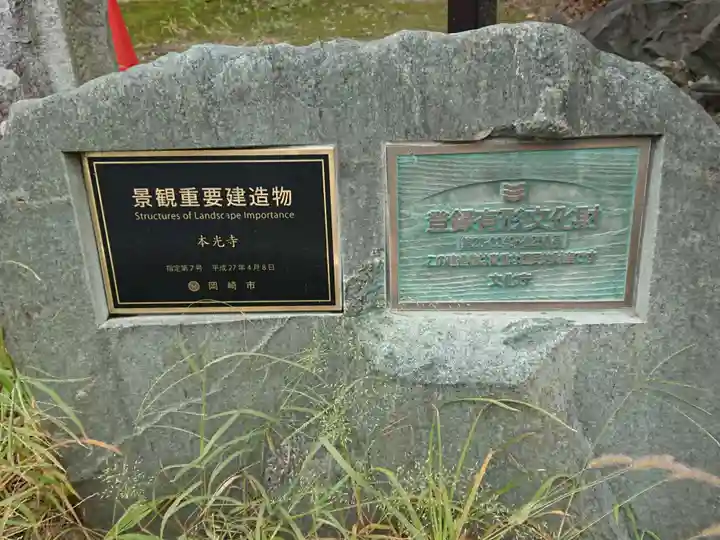 景観重要建造物
Structures of Landscape Importance
本光寺
指定第7号 平成27年4月8日
岡崎市
登録有形文化財
文化庁